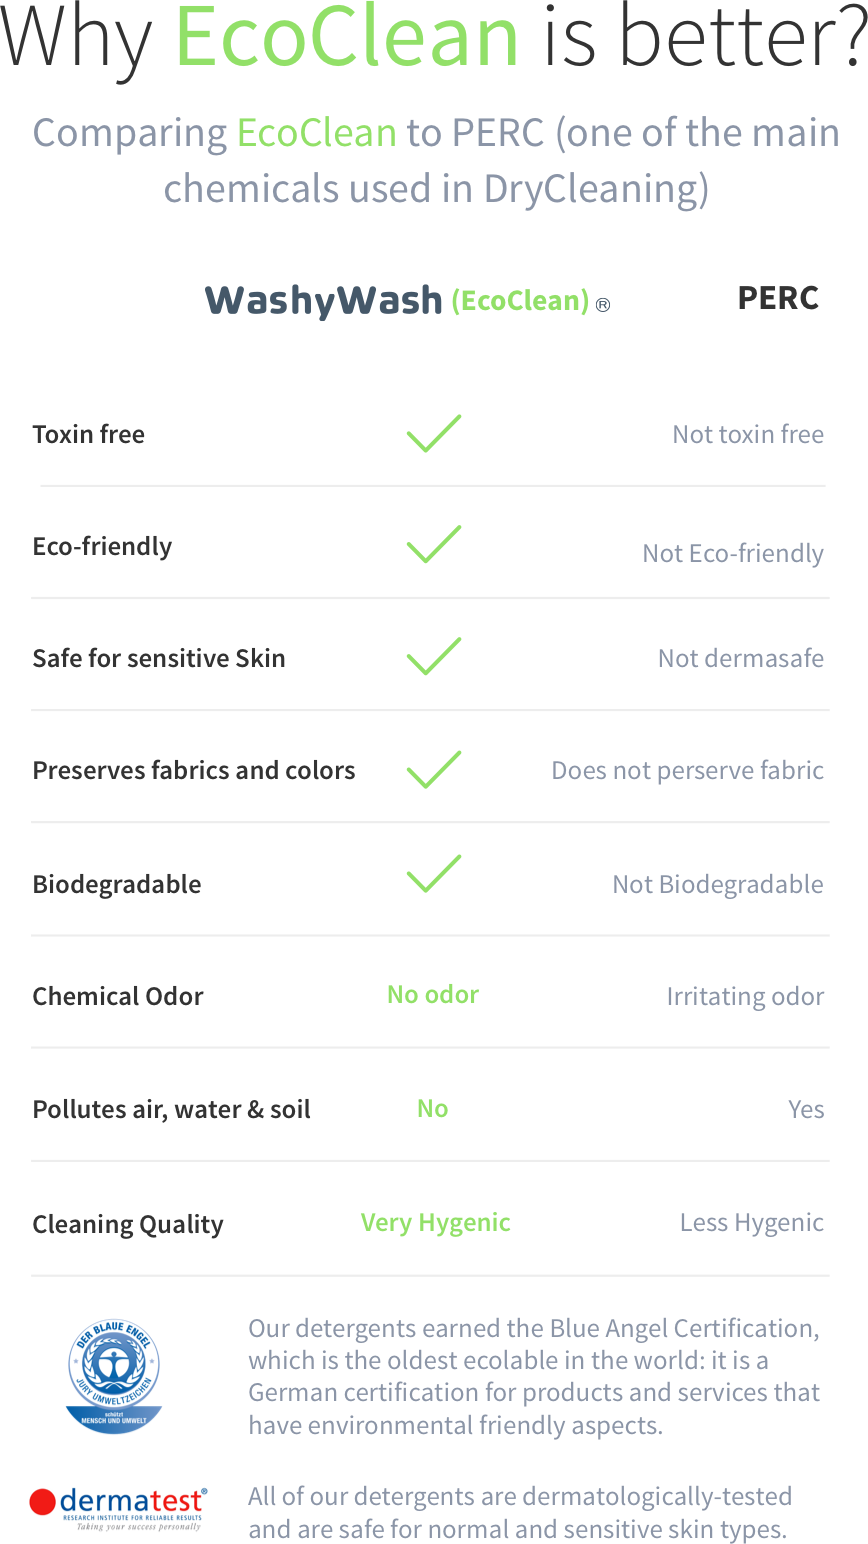 Why EcoClean is better?
Comparing EcoClean to PERC (one of the main
chemicals used in DryCleaning)
WashyWash (EcoClean) ® PERC
Toxin free Not toxin free
Eco-friendly Not Eco-friendly
Safe for sensitive Skin Not dermasafe
Preserves fabrics and colors Does not perserve fabric
Biodegradable Not Biodegradable
Chemical Odor No odor Irritating odor
Pollutes air, water & soil No Yes
Cleaning Quality Very Hygenic Less Hygenic
DER BLAUE ENGEL
JURY UMWELTZEICHEN
schützt
MENSCH UND UMWELT
Our detergents earned the Blue Angel Certification,
which is the oldest ecolable in the world: it is a
German certification for products and services that
have environmental friendly aspects.
dermatest®
RESEARCH INSTITUTE FOR RELIABLE RESULTS
Taking your success personally
All of our detergents are dermatologically-tested
and are safe for normal and sensitive skin types.